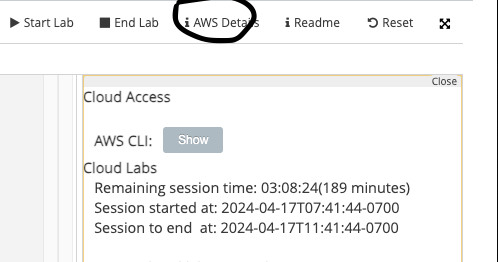 Start Lab End Lab AWS Details Readme Reset
Close
Cloud Access
AWS CLI: Show
Cloud Labs
Remaining session time: 03:08:24(189 minutes)
Session started at: 2024-04-17T07:41:44-0700
Session to end at: 2024-04-17T11:41:44-0700